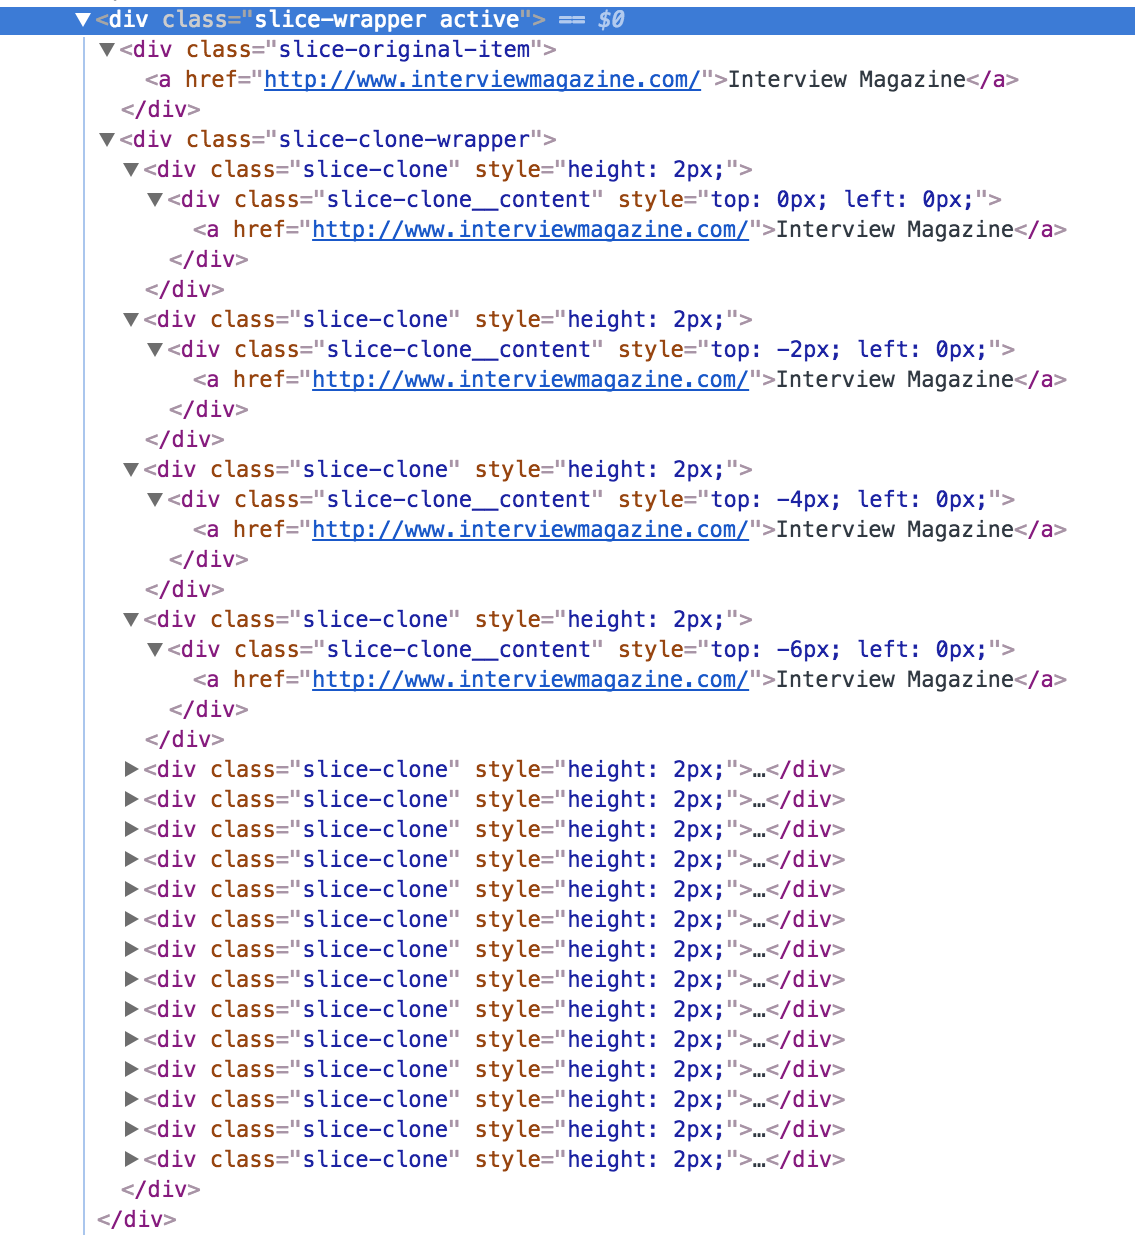 ▼<div class="slice-wrapper active"> == $0
▼<div class="slice-original-item">
<a href="http://www.interviewmagazine.com/">Interview Magazine</a>
</div>
▼<div class="slice-clone-wrapper">
▼<div class="slice-clone" style="height: 2px;">
▼<div class="slice-clone__content" style="top: 0px; left: 0px;">
<a href="http://www.interviewmagazine.com/">Interview Magazine</a>
</div>
</div>
▼<div class="slice-clone" style="height: 2px;">
▼<div class="slice-clone__content" style="top: -2px; left: 0px;">
<a href="http://www.interviewmagazine.com/">Interview Magazine</a>
</div>
</div>
▼<div class="slice-clone" style="height: 2px;">
▼<div class="slice-clone__content" style="top: -4px; left: 0px;">
<a href="http://www.interviewmagazine.com/">Interview Magazine</a>
</div>
</div>
▼<div class="slice-clone" style="height: 2px;">
▼<div class="slice-clone__content" style="top: -6px; left: 0px;">
<a href="http://www.interviewmagazine.com/">Interview Magazine</a>
</div>
</div>
▶<div class="slice-clone" style="height: 2px;">…</div>
▶<div class="slice-clone" style="height: 2px;">…</div>
▶<div class="slice-clone" style="height: 2px;">…</div>
▶<div class="slice-clone" style="height: 2px;">…</div>
▶<div class="slice-clone" style="height: 2px;">…</div>
▶<div class="slice-clone" style="height: 2px;">…</div>
▶<div class="slice-clone" style="height: 2px;">…</div>
▶<div class="slice-clone" style="height: 2px;">…</div>
▶<div class="slice-clone" style="height: 2px;">…</div>
▶<div class="slice-clone" style="height: 2px;">…</div>
▶<div class="slice-clone" style="height: 2px;">…</div>
▶<div class="slice-clone" style="height: 2px;">…</div>
▶<div class="slice-clone" style="height: 2px;">…</div>
▶<div class="slice-clone" style="height: 2px;">…</div>
</div>
</div>